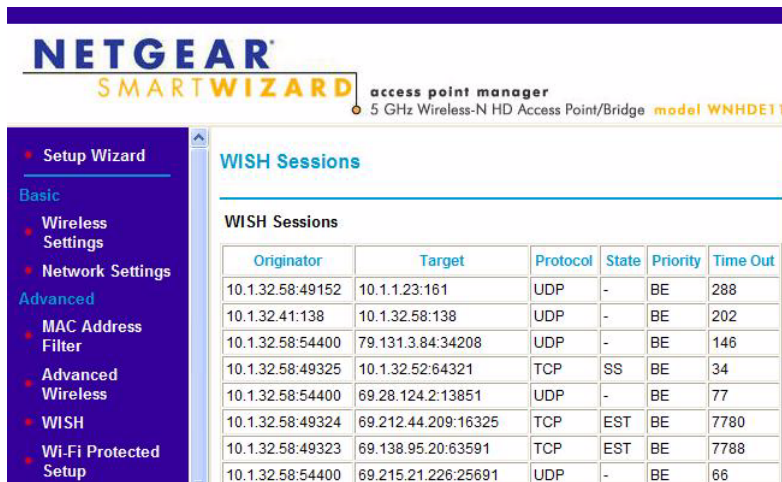 NETGEAR
SMARTWIZARD
access point manager
5 GHz Wireless-N HD Access Point/Bridge model WNHDE11
Setup Wizard
Basic
Wireless
Settings
Network Settings
Advanced
MAC Address
Filter
Advanced
Wireless
WISH
Wi-Fi Protected
Setup
WISH Sessions
WISH Sessions
Originator Target Protocol State Priority Time Out
10.1.32.58:49152 10.1.1.23:161 UDP - BE 288
10.1.32.41:138 10.1.32.58:138 UDP - BE 202
10.1.32.58:54400 79.131.3.84:34208 UDP - BE 146
10.1.32.58:49325 10.1.32.52:64321 TCP SS BE 34
10.1.32.58:54400 69.28.124.2:13851 UDP - BE 77
10.1.32.58:49324 69.212.44.209:16325 TCP EST BE 7780
10.1.32.58:49323 69.138.95.20:63591 TCP EST BE 7788
10.1.32.58:54400 69.215.21.226:25691 UDP - BE 66